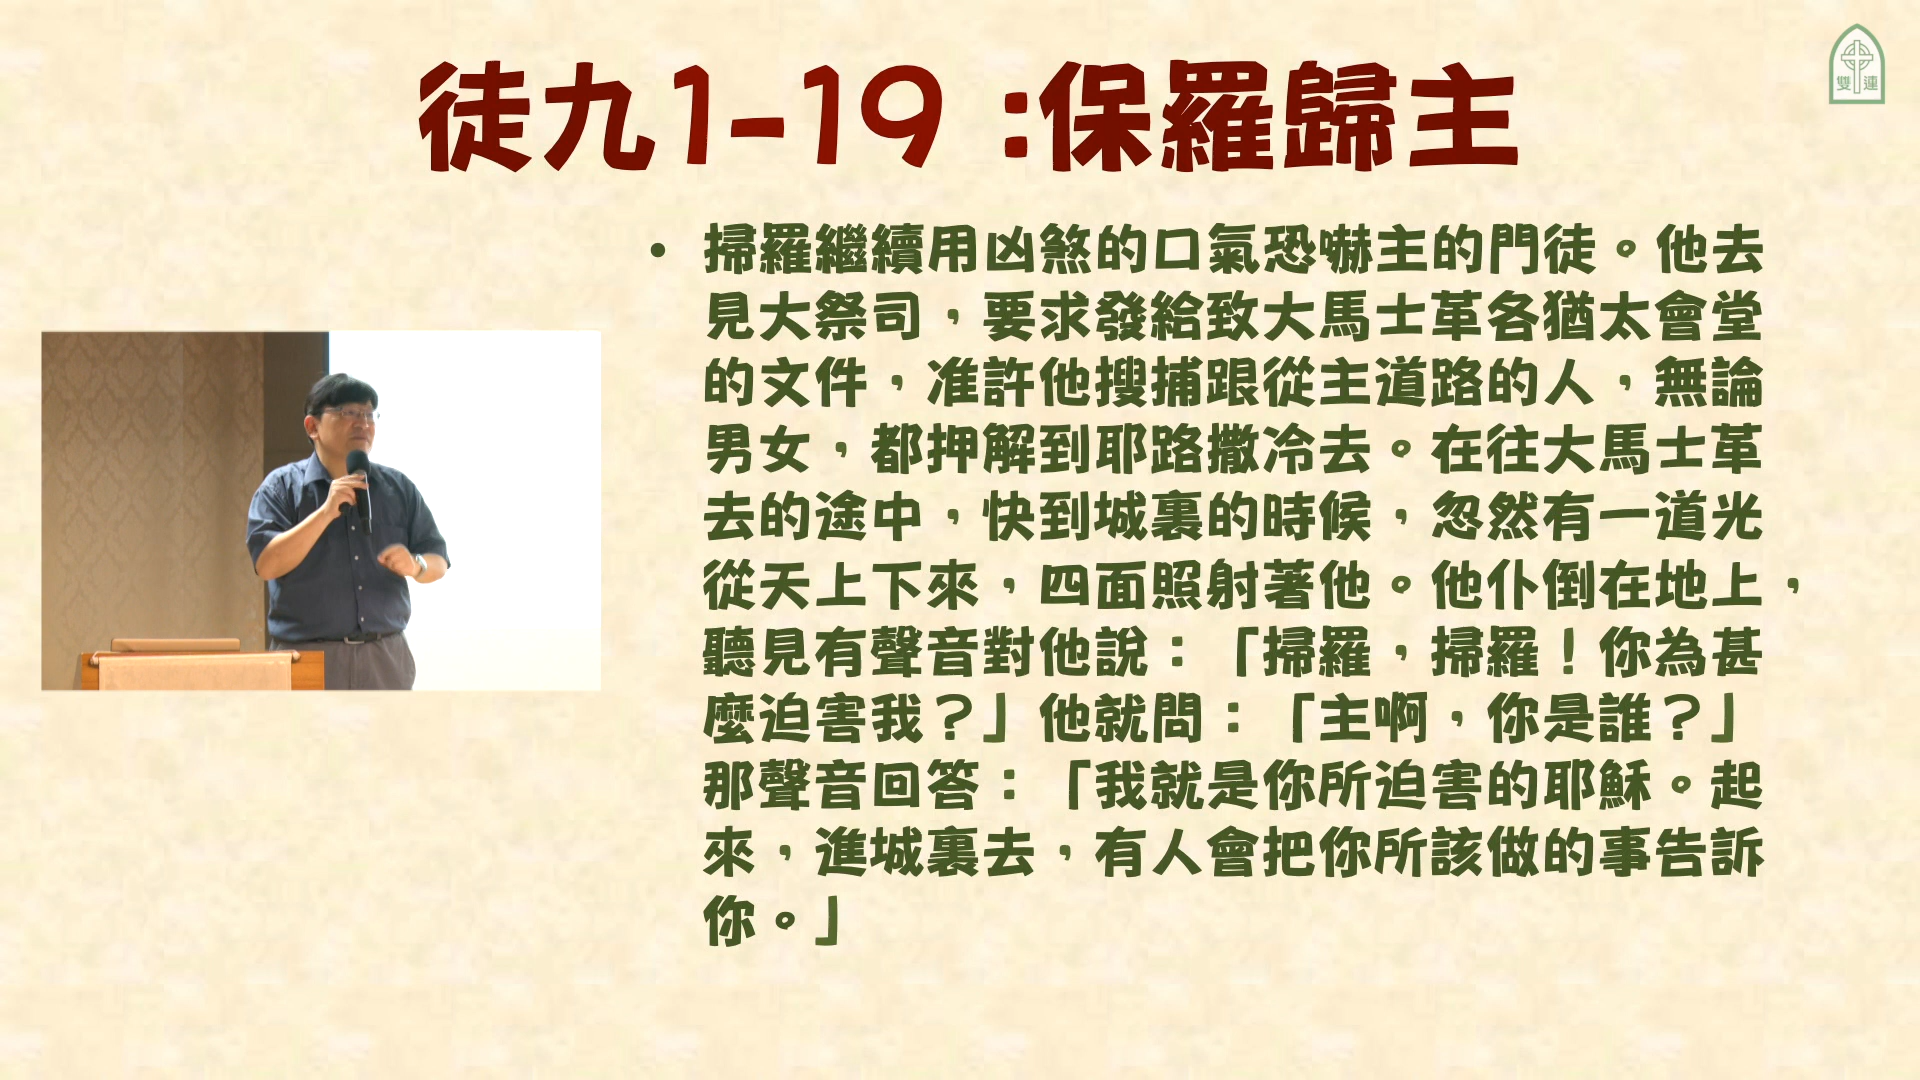 徒九1-19 :保羅歸主
雙連
• 掃羅繼續用凶煞的口氣恐嚇主的門徒。他去
見大祭司，要求發給致大馬士革各猶太會堂
的文件，准許他搜捕跟從主道路的人，無論
男女，都押解到耶路撒冷去。在往大馬士革
去的途中，快到城裏的時候，忽然有一道光
從天上下來，四面照射著他。他仆倒在地上，
聽見有聲音對他說：「掃羅，掃羅！你為甚
麼迫害我？」他就問：「主啊，你是誰？」
那聲音回答：「我就是你所迫害的耶穌。起
來，進城裏去，有人會把你所該做的事告訴
你。」